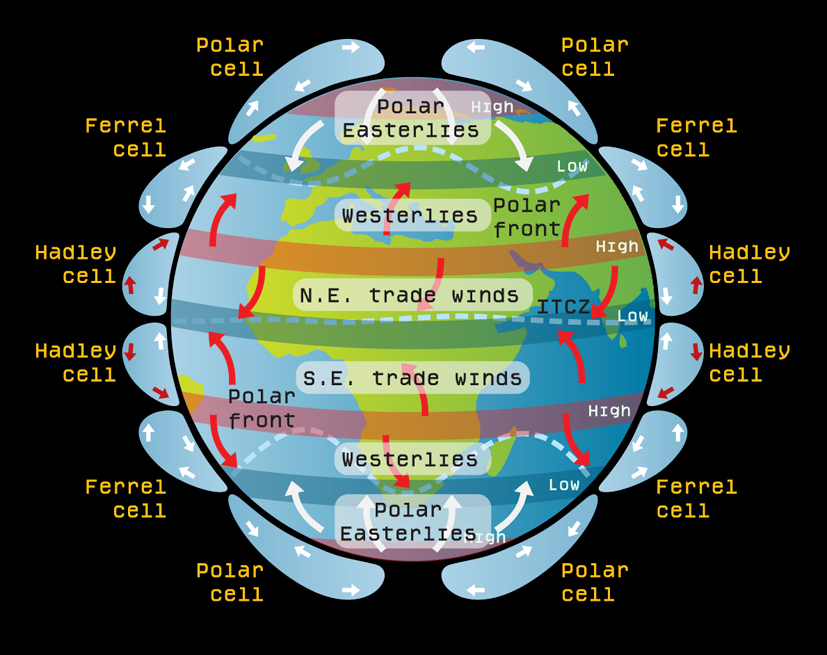 Polar
cell
Polar
cell
High
Polar
Easterlies
Ferrel
cell
Ferrel
cell
Low
Westerlies
Polar
front
High
Hadley
cell
Hadley
cell
N.E. trade winds
ITCZ
Low
Hadley
cell
Hadley
cell
S.E. trade winds
Polar
front
High
Westerlies
Low
Ferrel
cell
Ferrel
cell
Polar
Easterlies
High
Polar
cell
Polar
cell